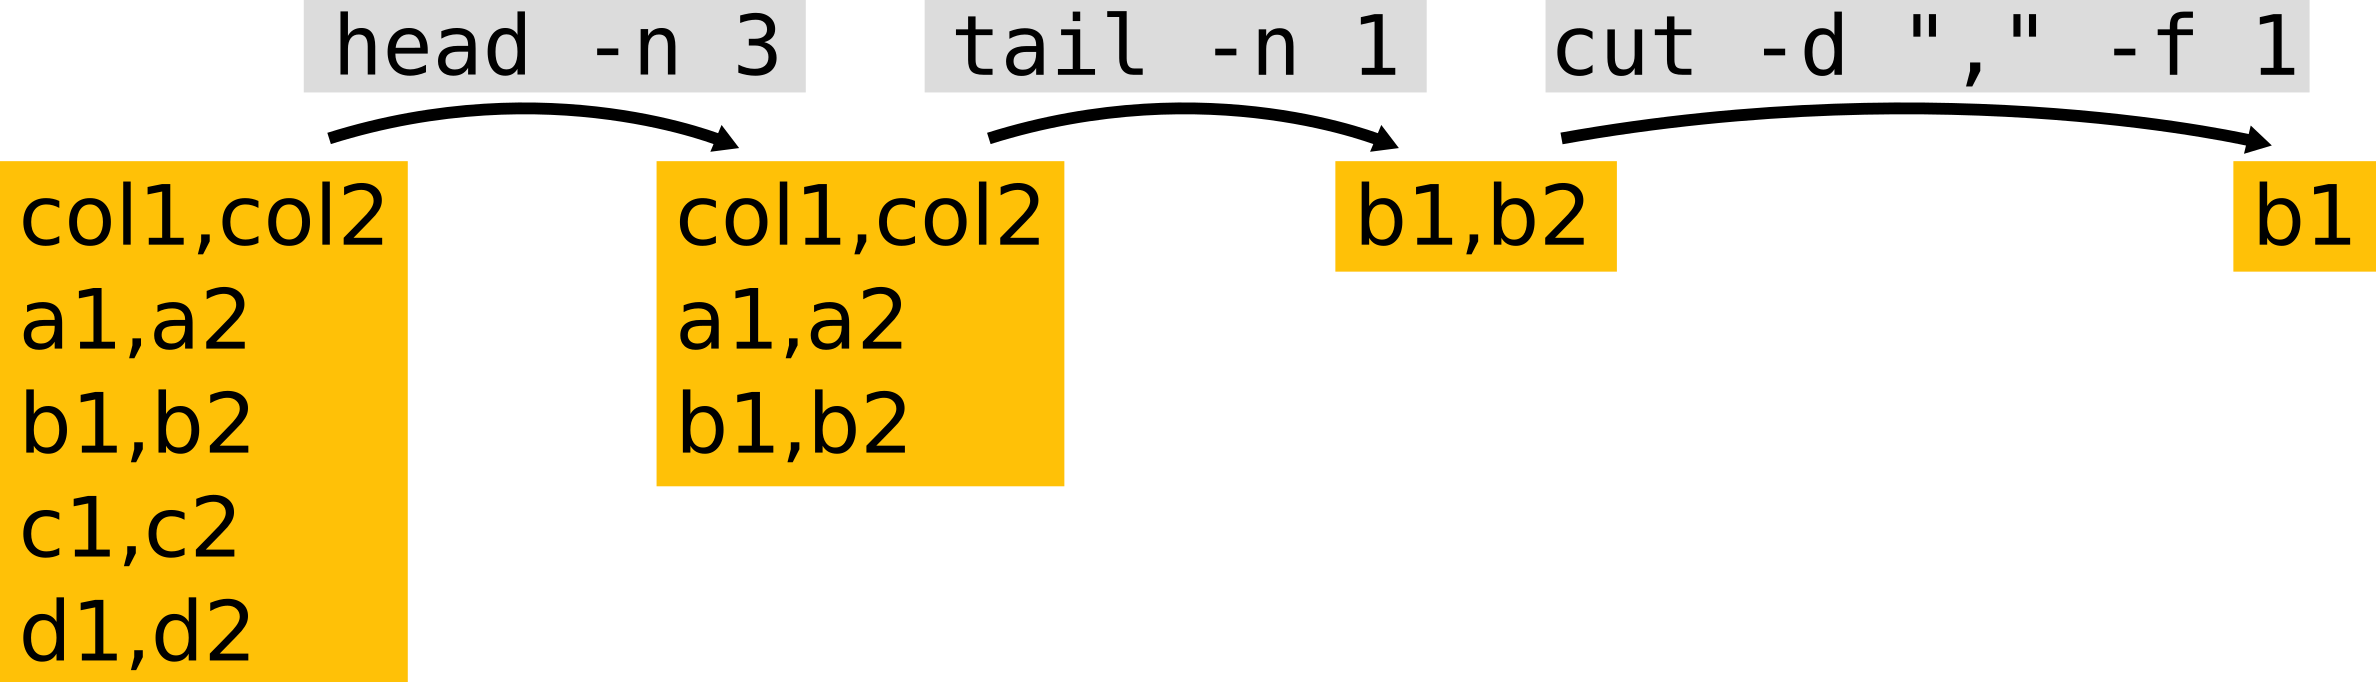 head -n 3
tail -n 1
cut -d "," -f 1
col1,col2
a1,a2
b1,b2
c1,c2
d1,d2
col1,col2
a1,a2
b1,b2
b1,b2
b1